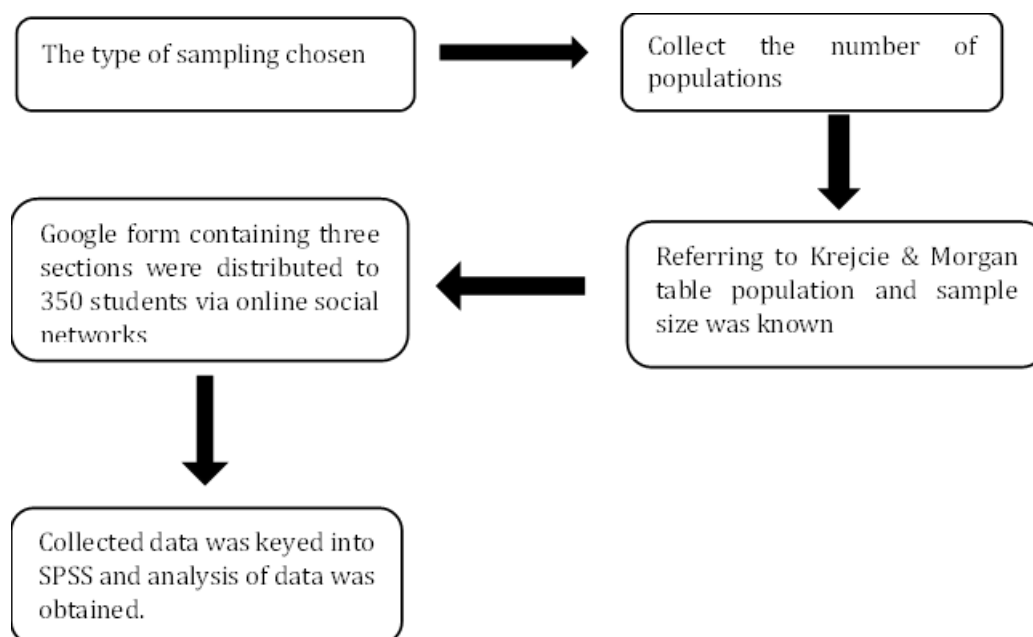 The type of sampling chosen
Collect the number of
populations
Referring to Krejcie & Morgan
table population and sample
size was known
Google form containing three
sections were distributed to
350 students via online social
networks
Collected data was keyed into
SPSS and analysis of data was
obtained.